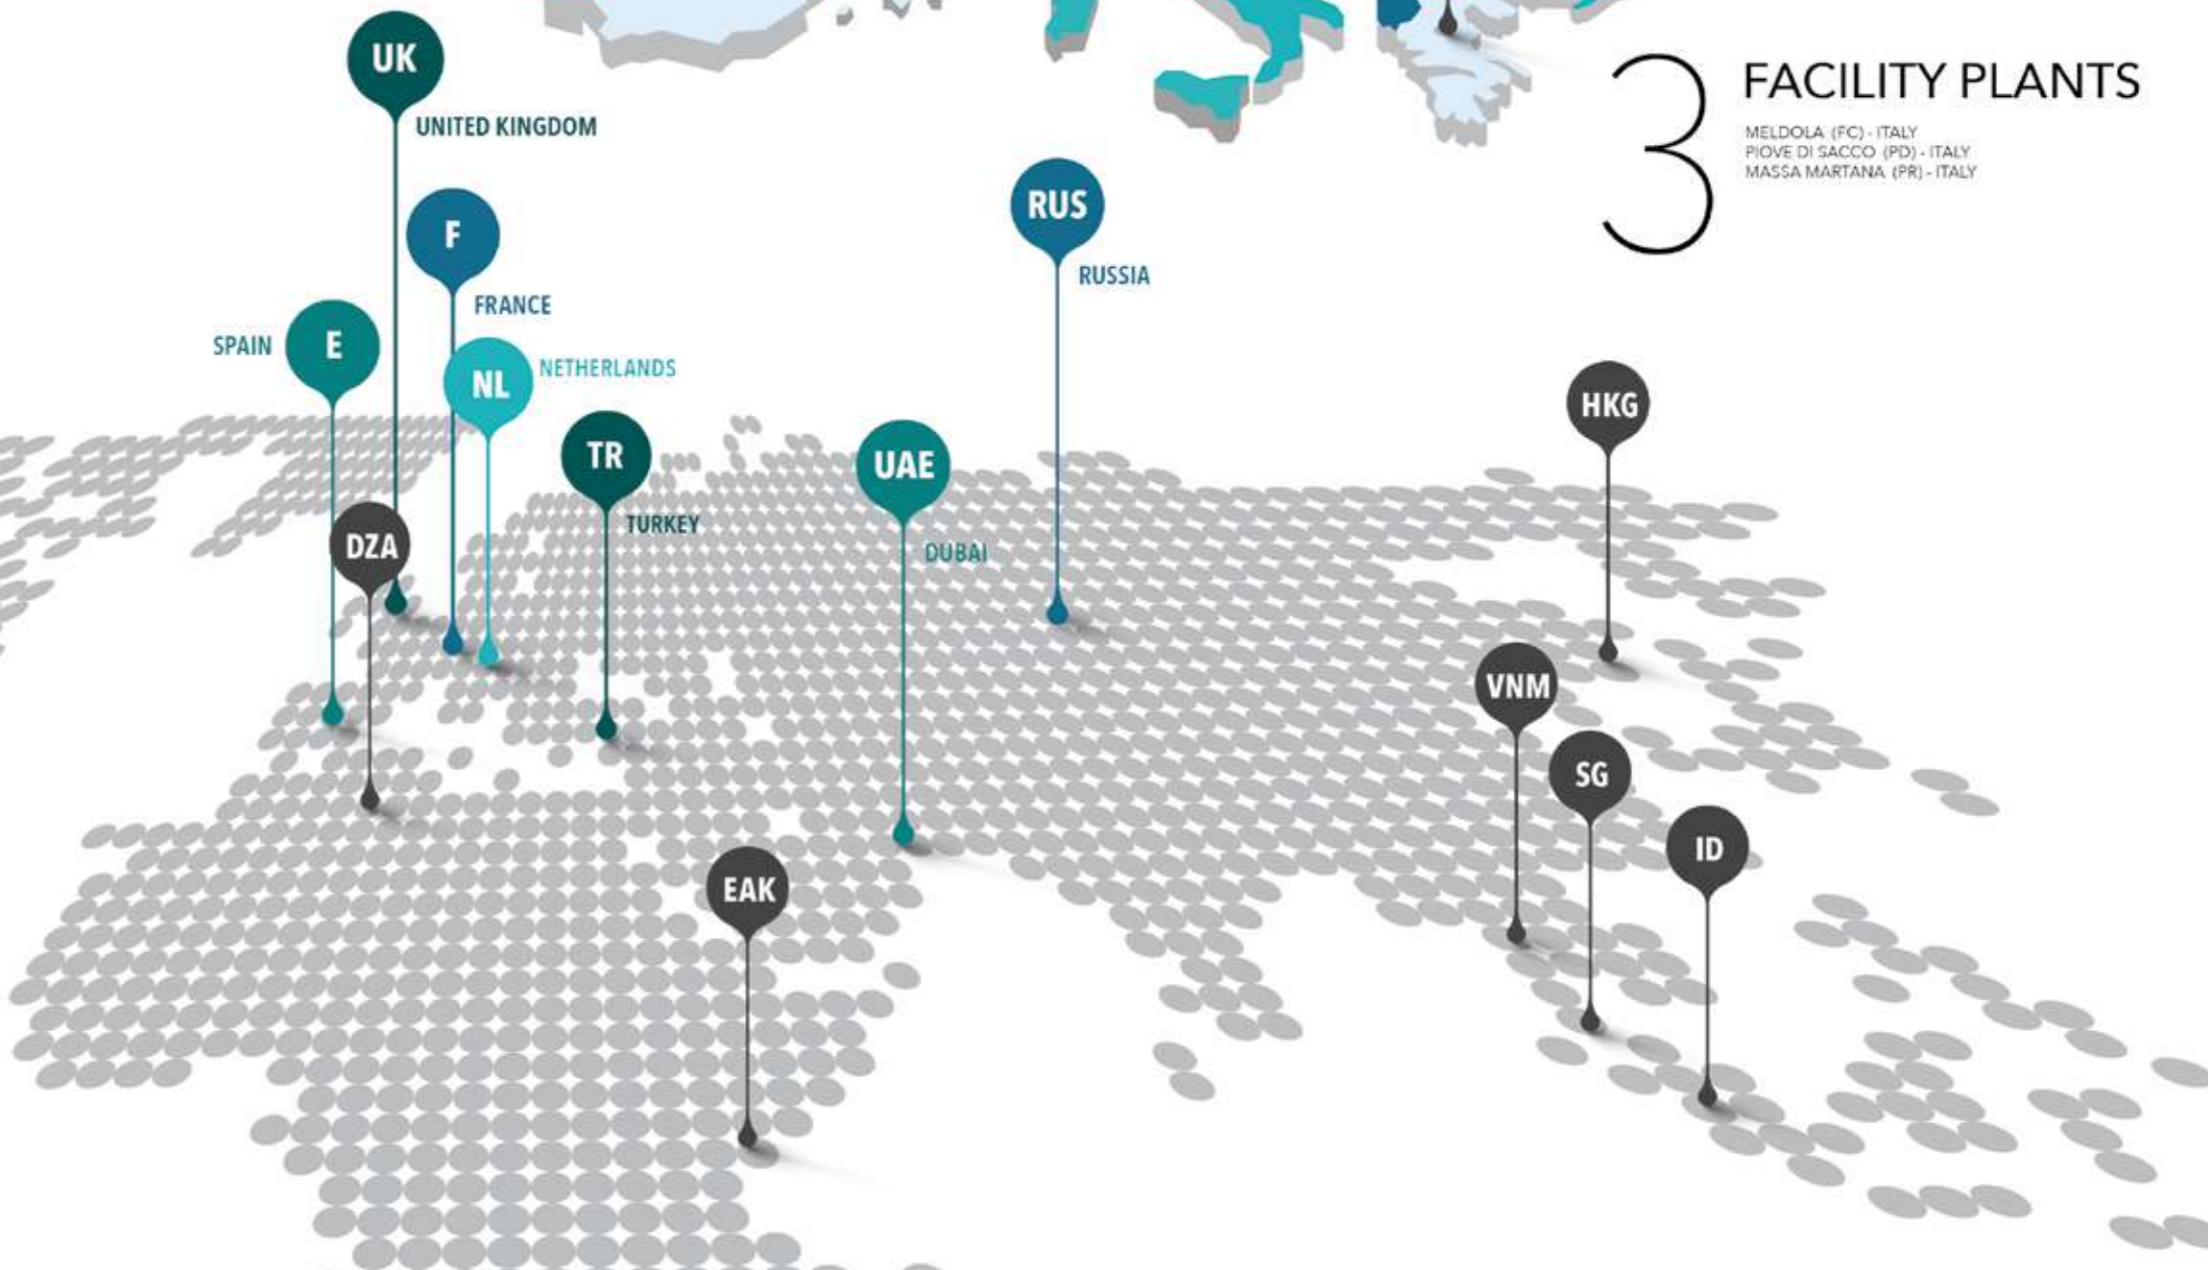 UK
UNITED KINGDOM
3
FACILITY PLANTS
MELDOLA (FC) - ITALY
PIOVE DI SACCO (PD) - ITALY
MASSA MARTANA (PR) - ITALY
F
FRANCE
RUS
RUSSIA
SPAIN
E
NL
NETHERLANDS
HKG
TR
TURKEY
UAE
DUBAI
DZA
VNM
SG
ID
EAK